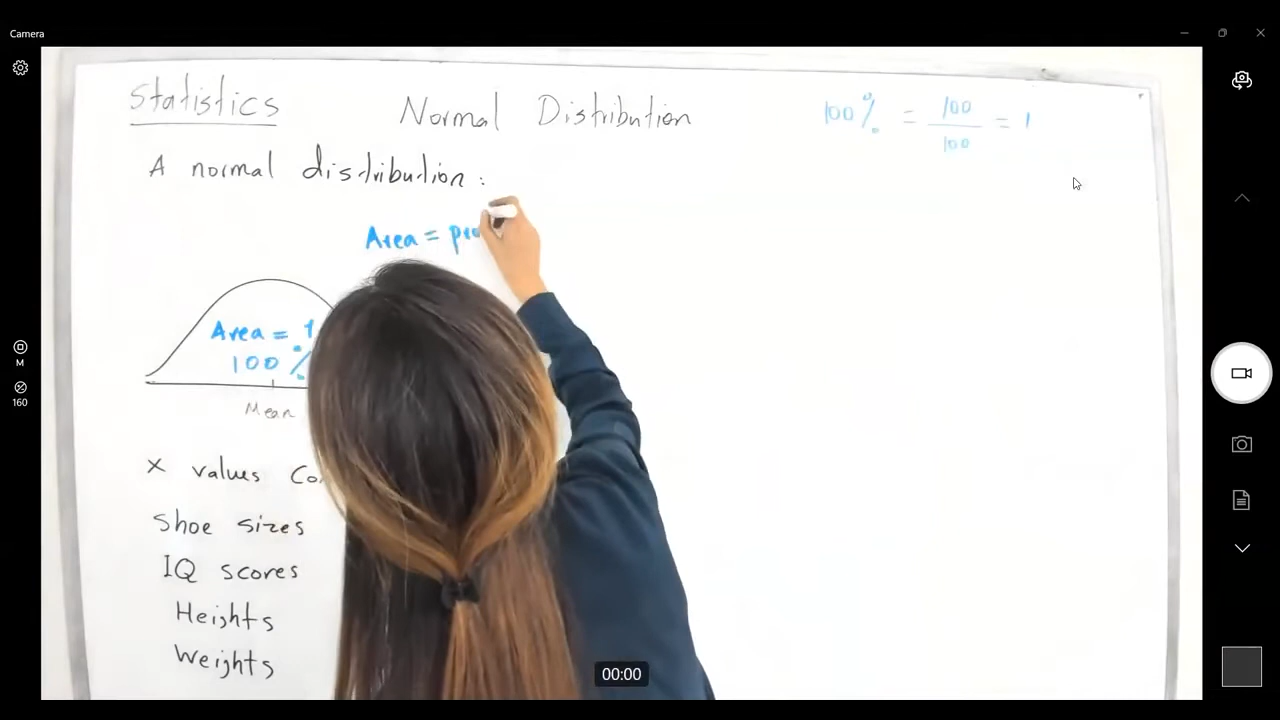 Camera
Statistics
Normal Distribution
100% = 100/100 = 1
A normal distribution:
Area =
Area = 1
100%
Mean
X values
Shoe sizes
IQ scores
Heights
Weights
M
160
00:00